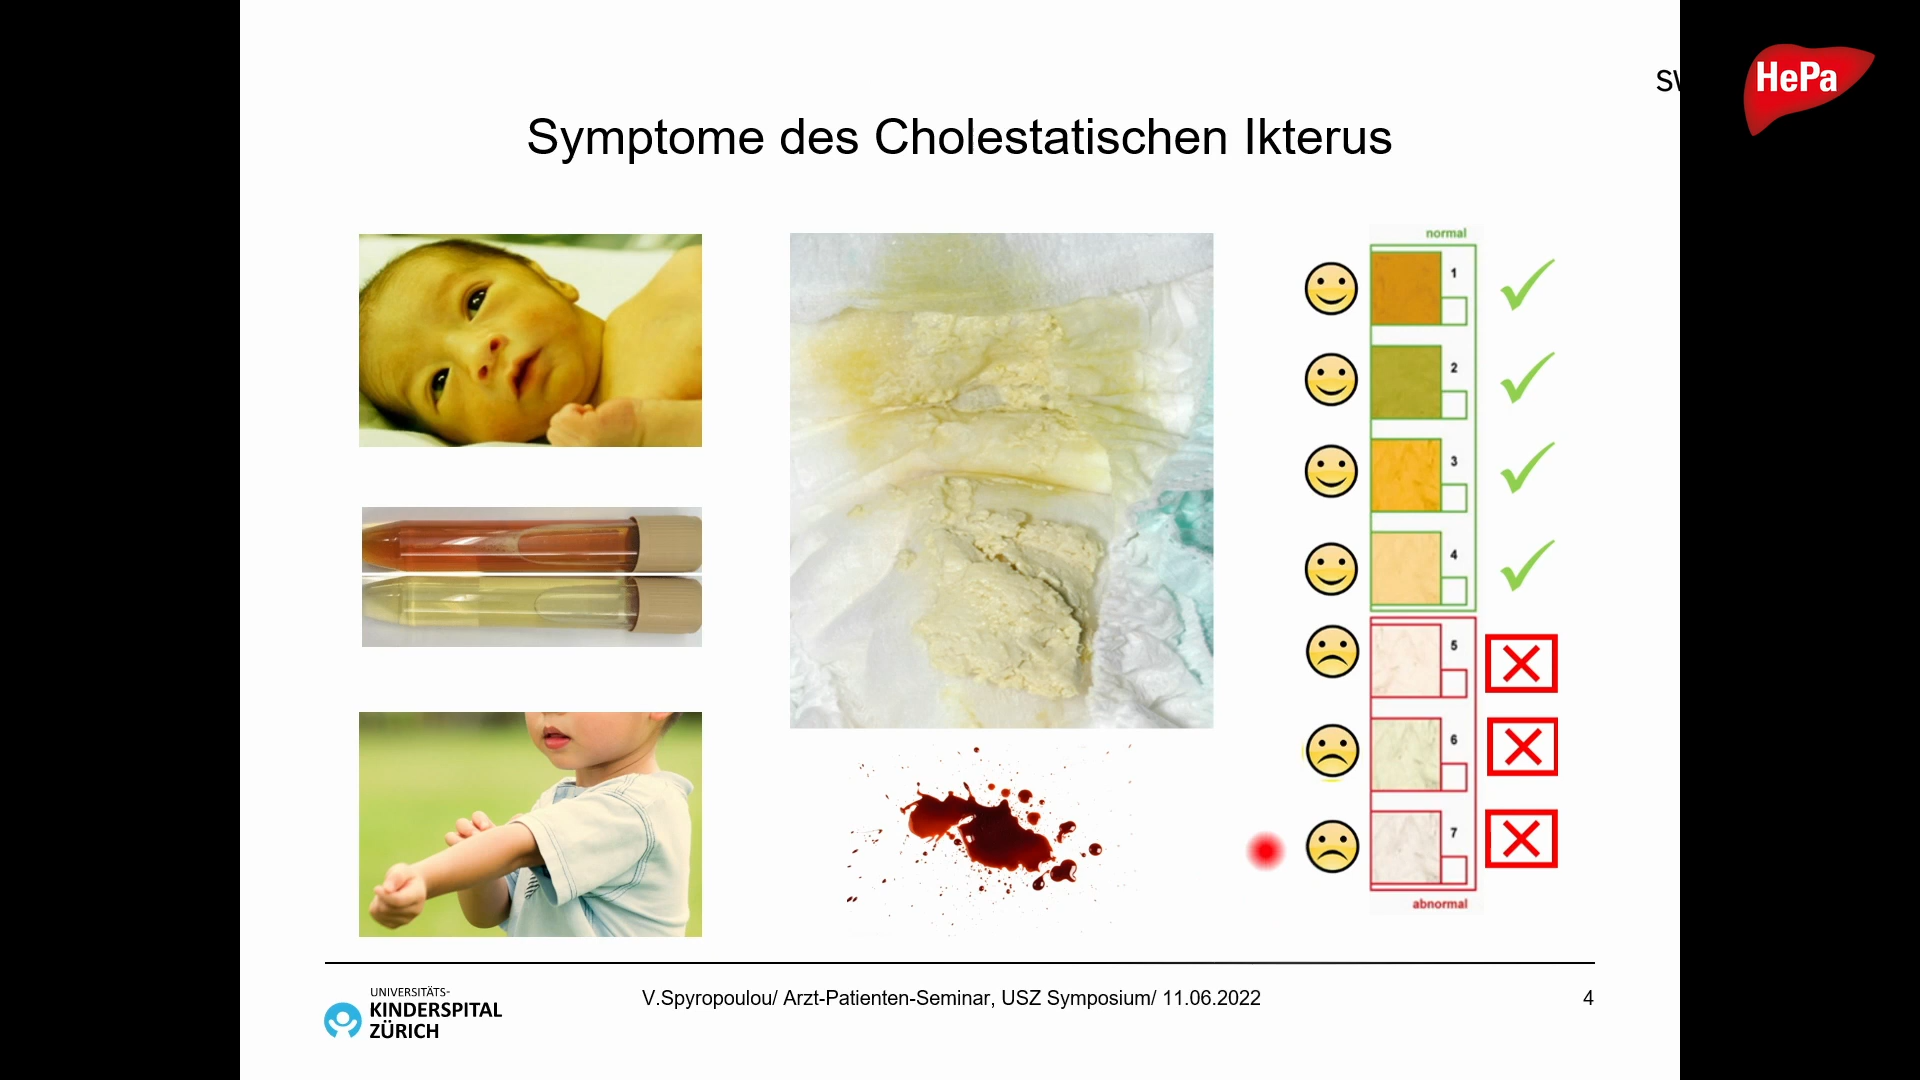 SW
HePa
Symptome des Cholestatischen Ikterus
normal
1
2
3
4
5
6
7
abnormal
UNIVERSITÄTS-
KINDERSPITAL
ZÜRICH
V.Spyropoulou/ Arzt-Patienten-Seminar, USZ Symposium/ 11.06.2022
4